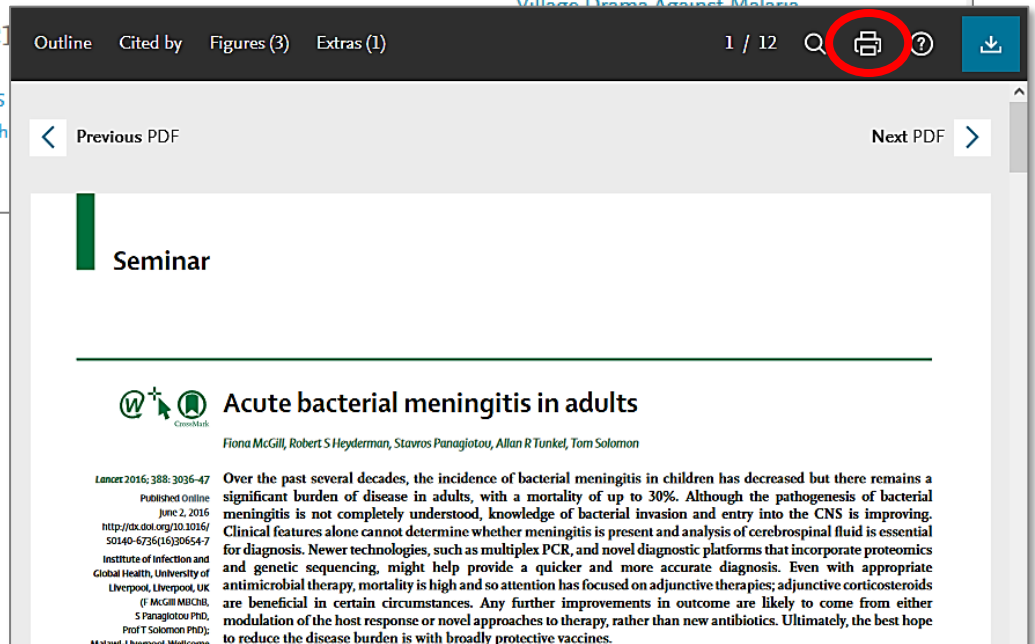 Village Drama Against Malaria
Outline Cited by Figures (3) Extras (1) 1 / 12
Previous PDF Next PDF
Seminar
W CrossMark
Acute bacterial meningitis in adults
Fiona McGill, Robert S Heyderman, Stavros Panagiotou, Allan R Tunkel, Tom Solomon
Lancet 2016; 388: 3036–47
Published Online
June 2, 2016
http://dx.doi.org/10.1016/
S0140-6736(16)30654-7
Institute of Infection and
Global Health, University of
Liverpool, Liverpool, UK
(F McGill MBChB,
S Panagiotou PhD,
Prof T Solomon PhD);
Malawi-Liverpool-Wellcome
Over the past several decades, the incidence of bacterial meningitis in children has decreased but there remains a
significant burden of disease in adults, with a mortality of up to 30%. Although the pathogenesis of bacterial
meningitis is not completely understood, knowledge of bacterial invasion and entry into the CNS is improving.
Clinical features alone cannot determine whether meningitis is present and analysis of cerebrospinal fluid is essential
for diagnosis. Newer technologies, such as multiplex PCR, and novel diagnostic platforms that incorporate proteomics
and genetic sequencing, might help provide a quicker and more accurate diagnosis. Even with appropriate
antimicrobial therapy, mortality is high and so attention has focused on adjunctive therapies; adjunctive corticosteroids
are beneficial in certain circumstances. Any further improvements in outcome are likely to come from either
modulation of the host response or novel approaches to therapy, rather than new antibiotics. Ultimately, the best hope
to reduce the disease burden is with broadly protective vaccines.